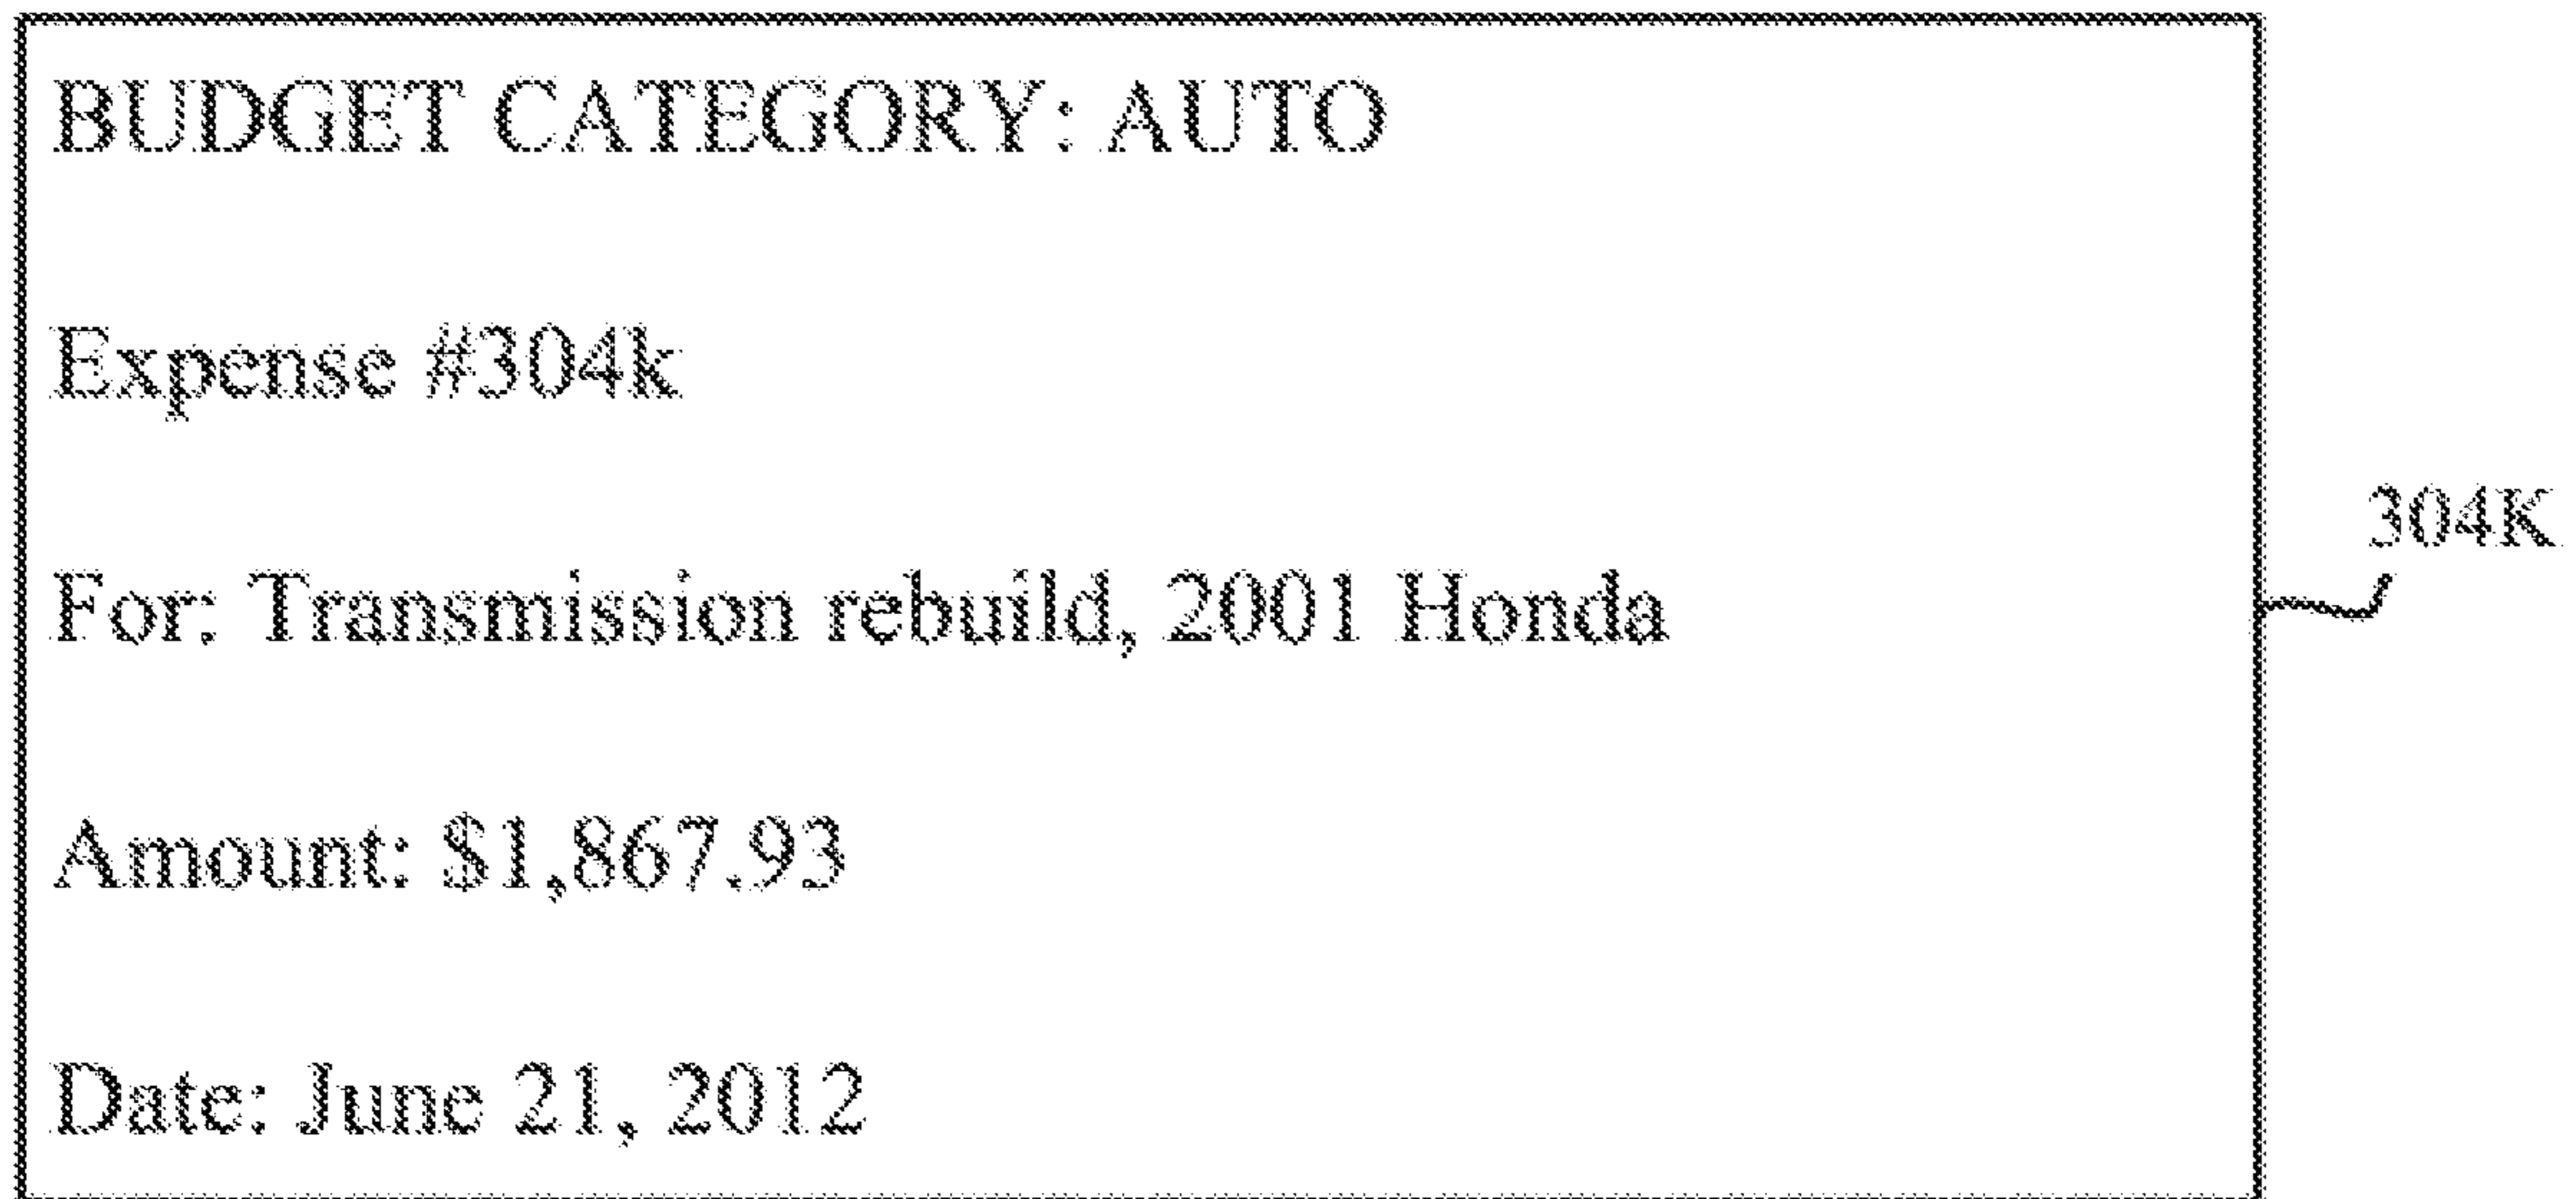 BUDGET CATEGORY: AUTO
Expense #304k
304K
For: Transmission rebuild, 2001 Honda
Amount: $1,867.93
Date: June 21, 2012